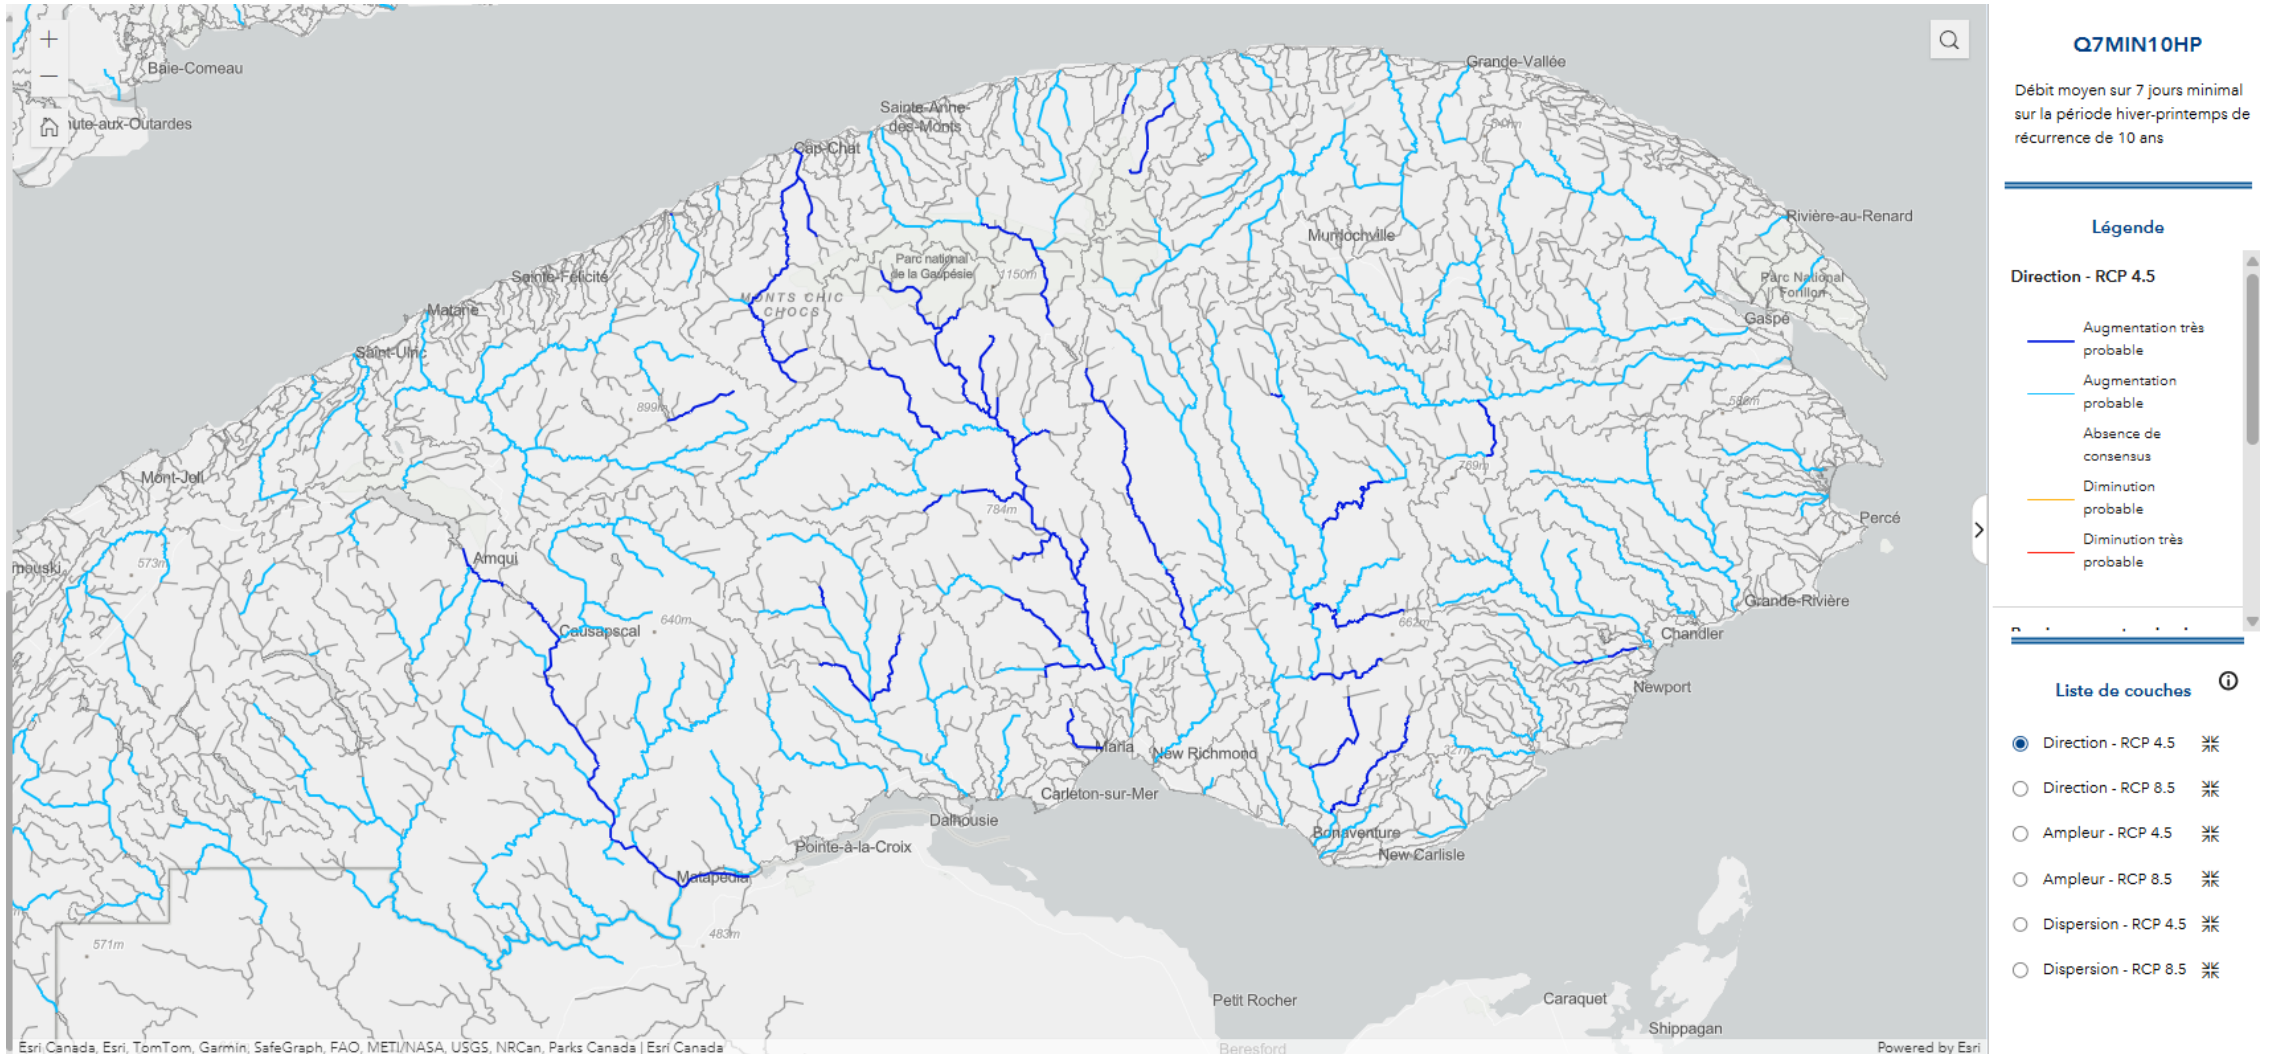 +
Baie-Comeau
ute-aux-Outardes
Grande-Vallée
Sainte-Anne-
des-Monts
Cap-Chat
Rivière-au-Renard
Murdochville
Parc national
de la Gaspésie
1150m
Parc National
Forillon
Sainte-Félicité
MONTS CHIC
CHOCS
Matane
Gaspé
Saint-Ulric
899m
586m
Mont-Joli
769m
784m
Percé
Amqui
573m
mouski
Grande-Rivière
Causapscal
640m
662m
Chandler
Newport
Maria
New Richmond
327m
Carleton-sur-Mer
Dalhousie
Bonaventure
Pointe-à-la-Croix
New Carlisle
Matapédia
483m
571m
Petit Rocher
Caraquet
Shippagan
Beresford
Esri Canada, Esri, TomTom, Garmin, SafeGraph, FAO, METI/NASA, USGS, NRCan, Parks Canada | Esri Canada
Powered by Esri
Q7MIN10HP
Débit moyen sur 7 jours minimal
sur la période hiver-printemps de
récurrence de 10 ans
Légende
Direction - RCP 4.5
Augmentation très
probable
Augmentation
probable
Absence de
consensus
Diminution
probable
Diminution très
probable
Liste de couches
Direction - RCP 4.5
Direction - RCP 8.5
Ampleur - RCP 4.5
Ampleur - RCP 8.5
Dispersion - RCP 4.5
Dispersion - RCP 8.5